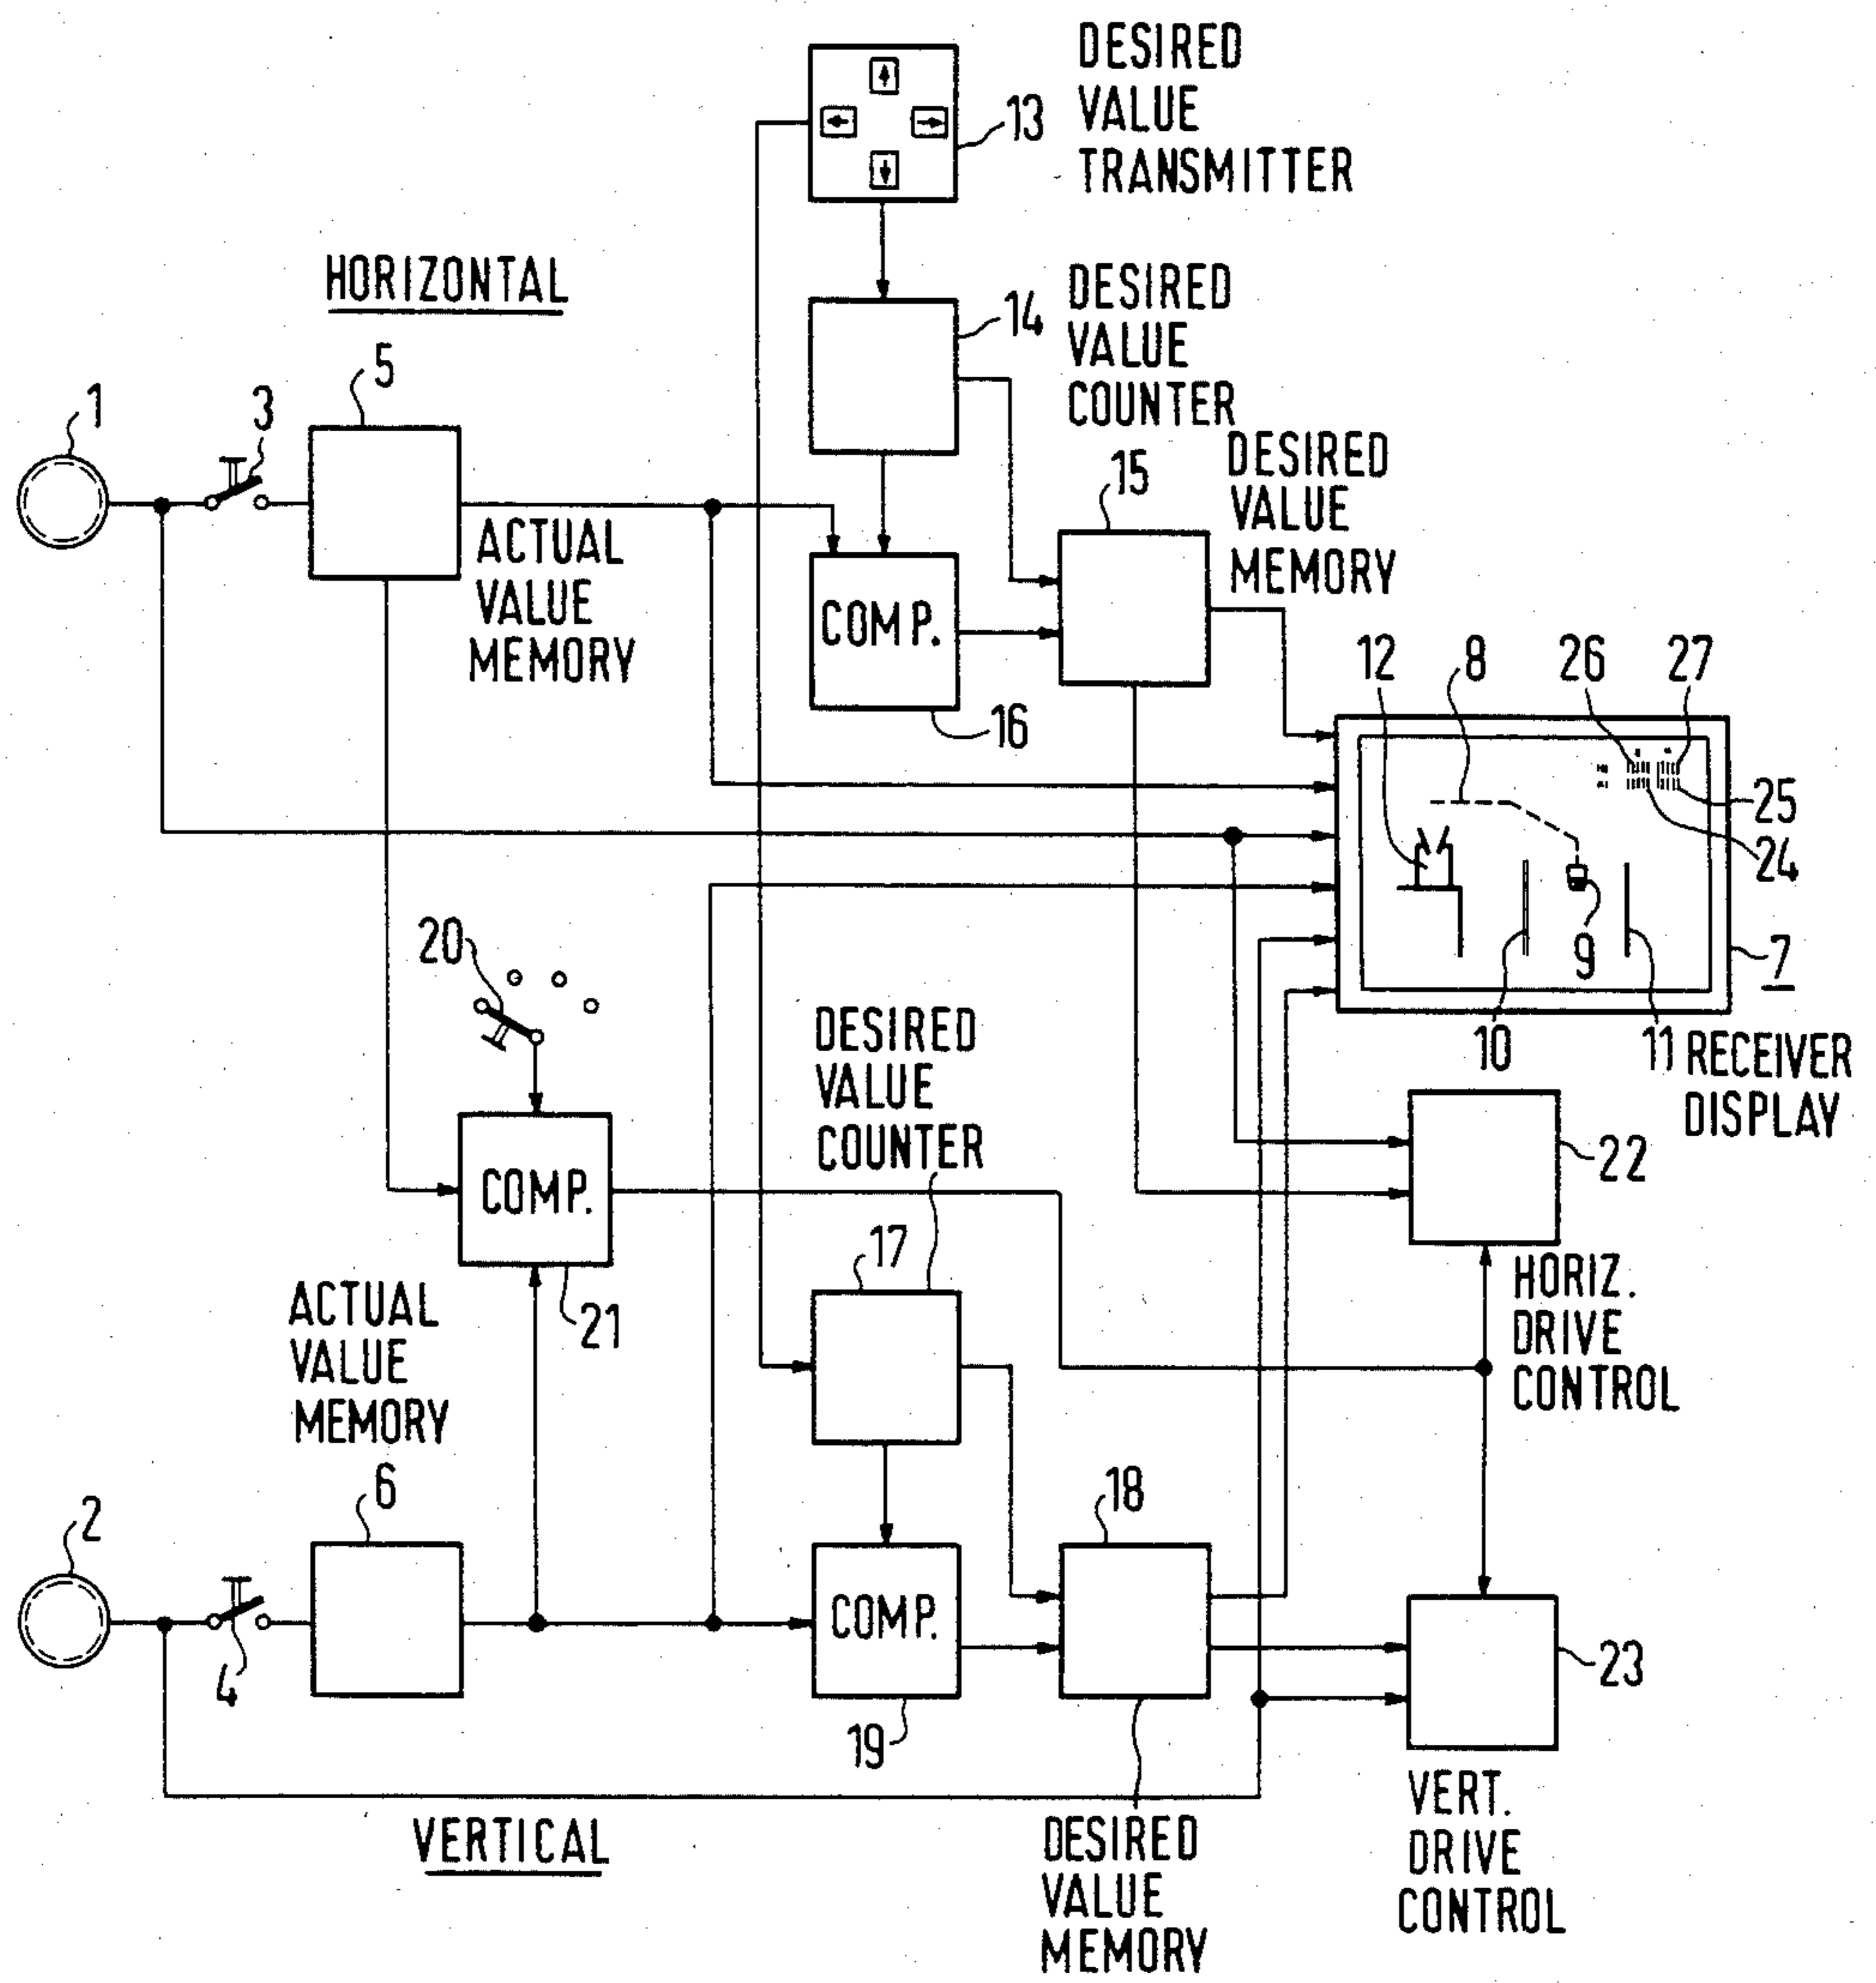 DESIRED
VALUE
TRANSMITTER
13
HORIZONTAL
DESIRED
VALUE
COUNTER
14
5
1
3
DESIRED
VALUE
MEMORY
15
ACTUAL
VALUE
MEMORY
COMP.
16
12
8
26
27
25
24
20
9
7
10
11
RECEIVER
DISPLAY
DESIRED
VALUE
COUNTER
COMP.
22
17
21
ACTUAL
VALUE
MEMORY
HORIZ.
DRIVE
CONTROL
6
18
2
COMP.
4
19
23
VERTICAL
DESIRED
VALUE
MEMORY
VERT.
DRIVE
CONTROL